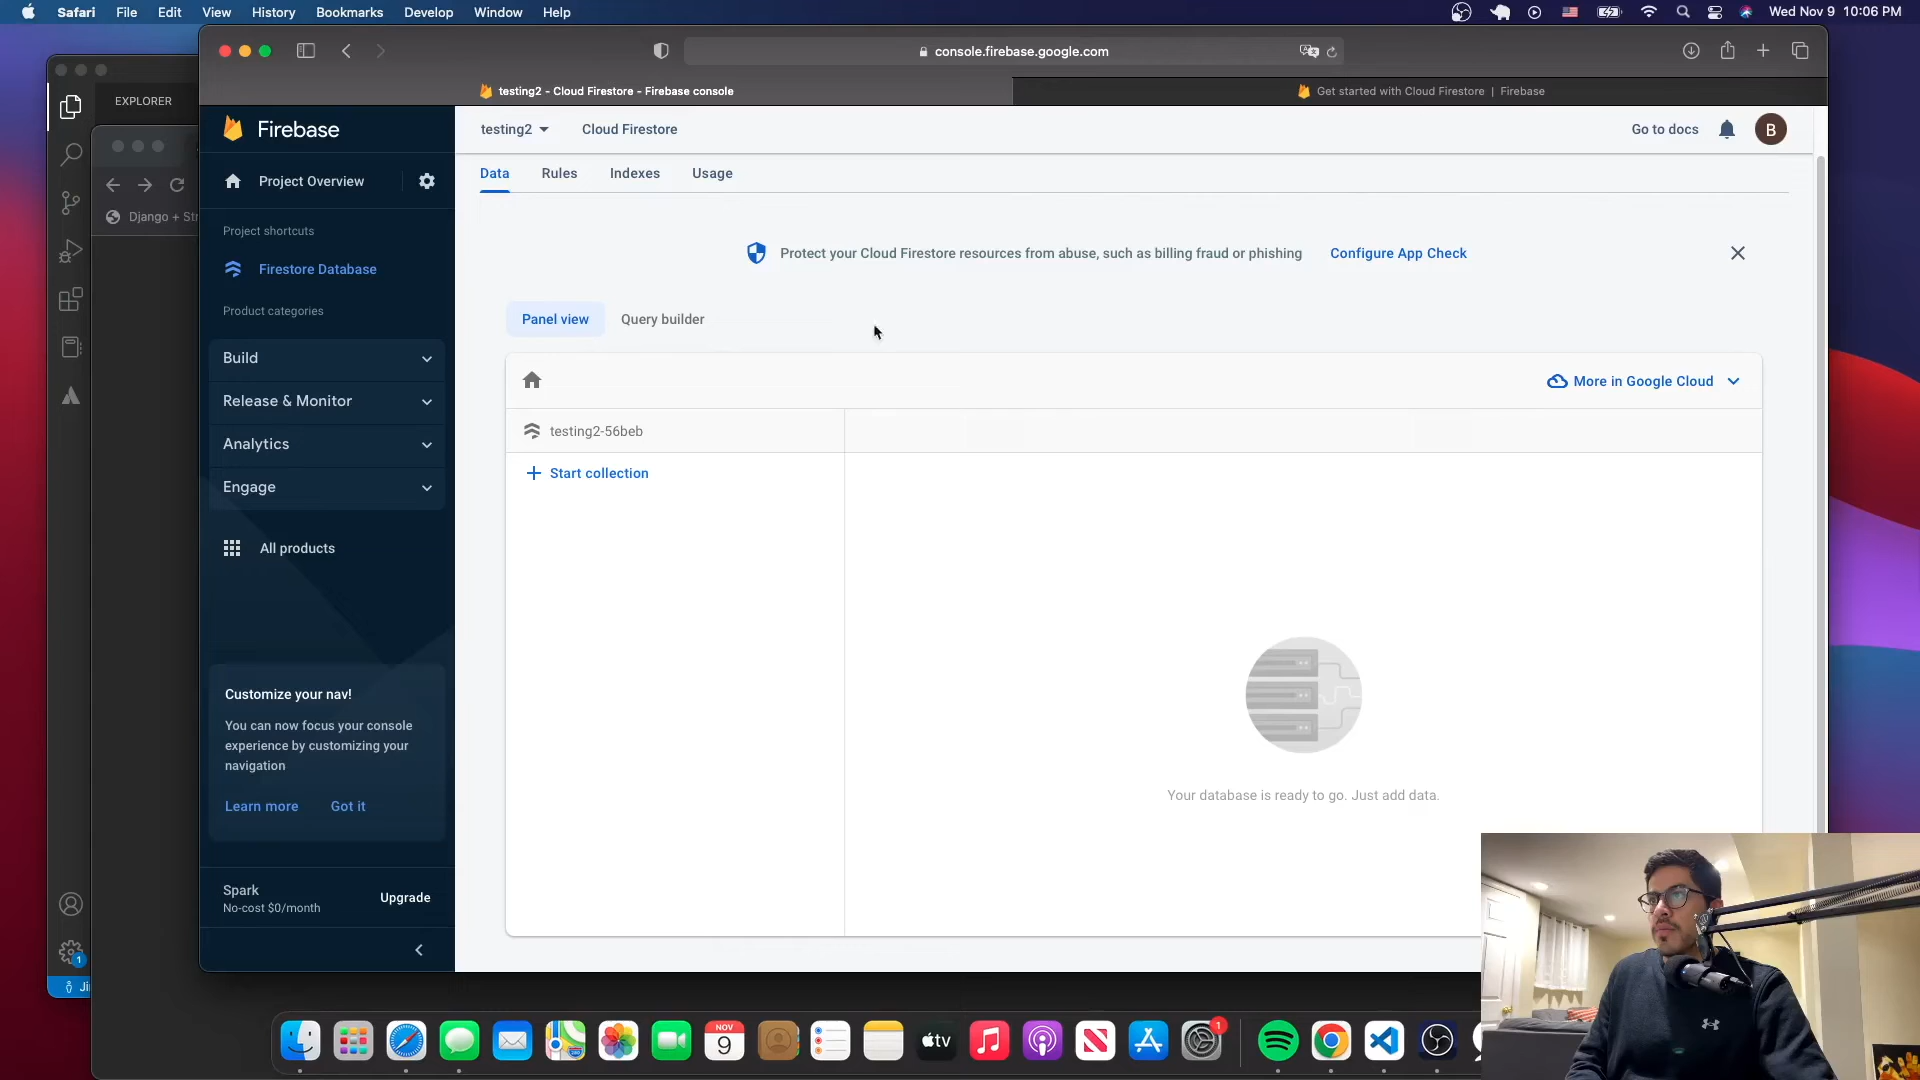 Safari File Edit View History Bookmarks Develop Window Help
Wed Nov 9 10:06 PM
console.firebase.google.com
EXPLORER
testing2 - Cloud Firestore - Firebase console
Get started with Cloud Firestore | Firebase
Django + Str
Firebase
testing2
Cloud Firestore
Go to docs
B
Project Overview
Data
Rules
Indexes
Usage
Project shortcuts
Firestore Database
Protect your Cloud Firestore resources from abuse, such as billing fraud or phishing
Configure App Check
Product categories
Panel view
Query builder
Build
Release & Monitor
Analytics
Engage
All products
More in Google Cloud
testing2-56beb
Start collection
Your database is ready to go. Just add data.
Customize your nav!
You can now focus your console
experience by customizing your
navigation
Learn more
Got it
Spark
No-cost $0/month
Upgrade
1
NOV
9
tv
1